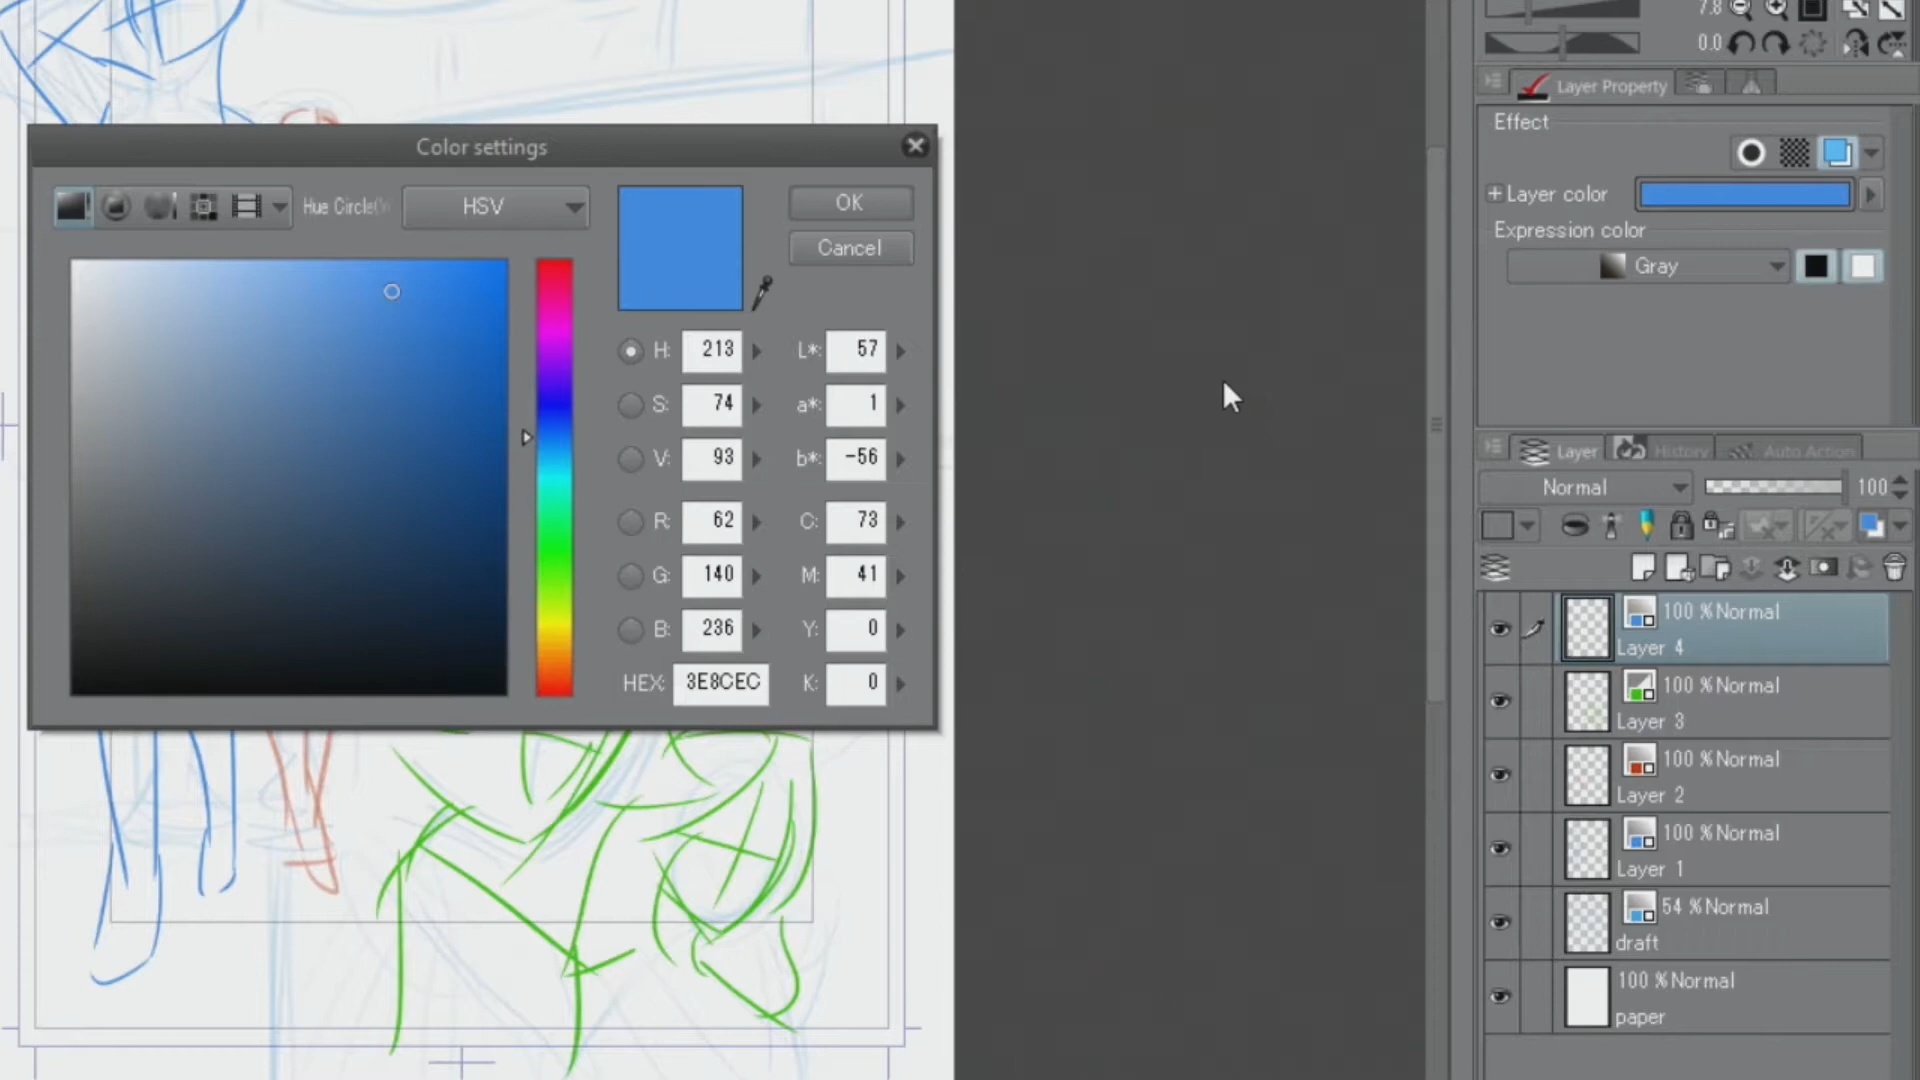 7.8
0.0
Layer Property
Effect
Layer color
Expression color
Gray
Color settings
Hue Circle
HSV
OK
Cancel
H: 213 L*: 57
S: 74 a*: 1
V: 93 b*: -56
R: 62 C: 73
G: 140 M: 41
B: 236 Y: 0
HEX: 3E8CEC K: 0
Layer History Auto Action
Normal 100
100 %Normal
Layer 4
100 %Normal
Layer 3
100 %Normal
Layer 2
100 %Normal
Layer 1
54 %Normal
draft
100 %Normal
paper